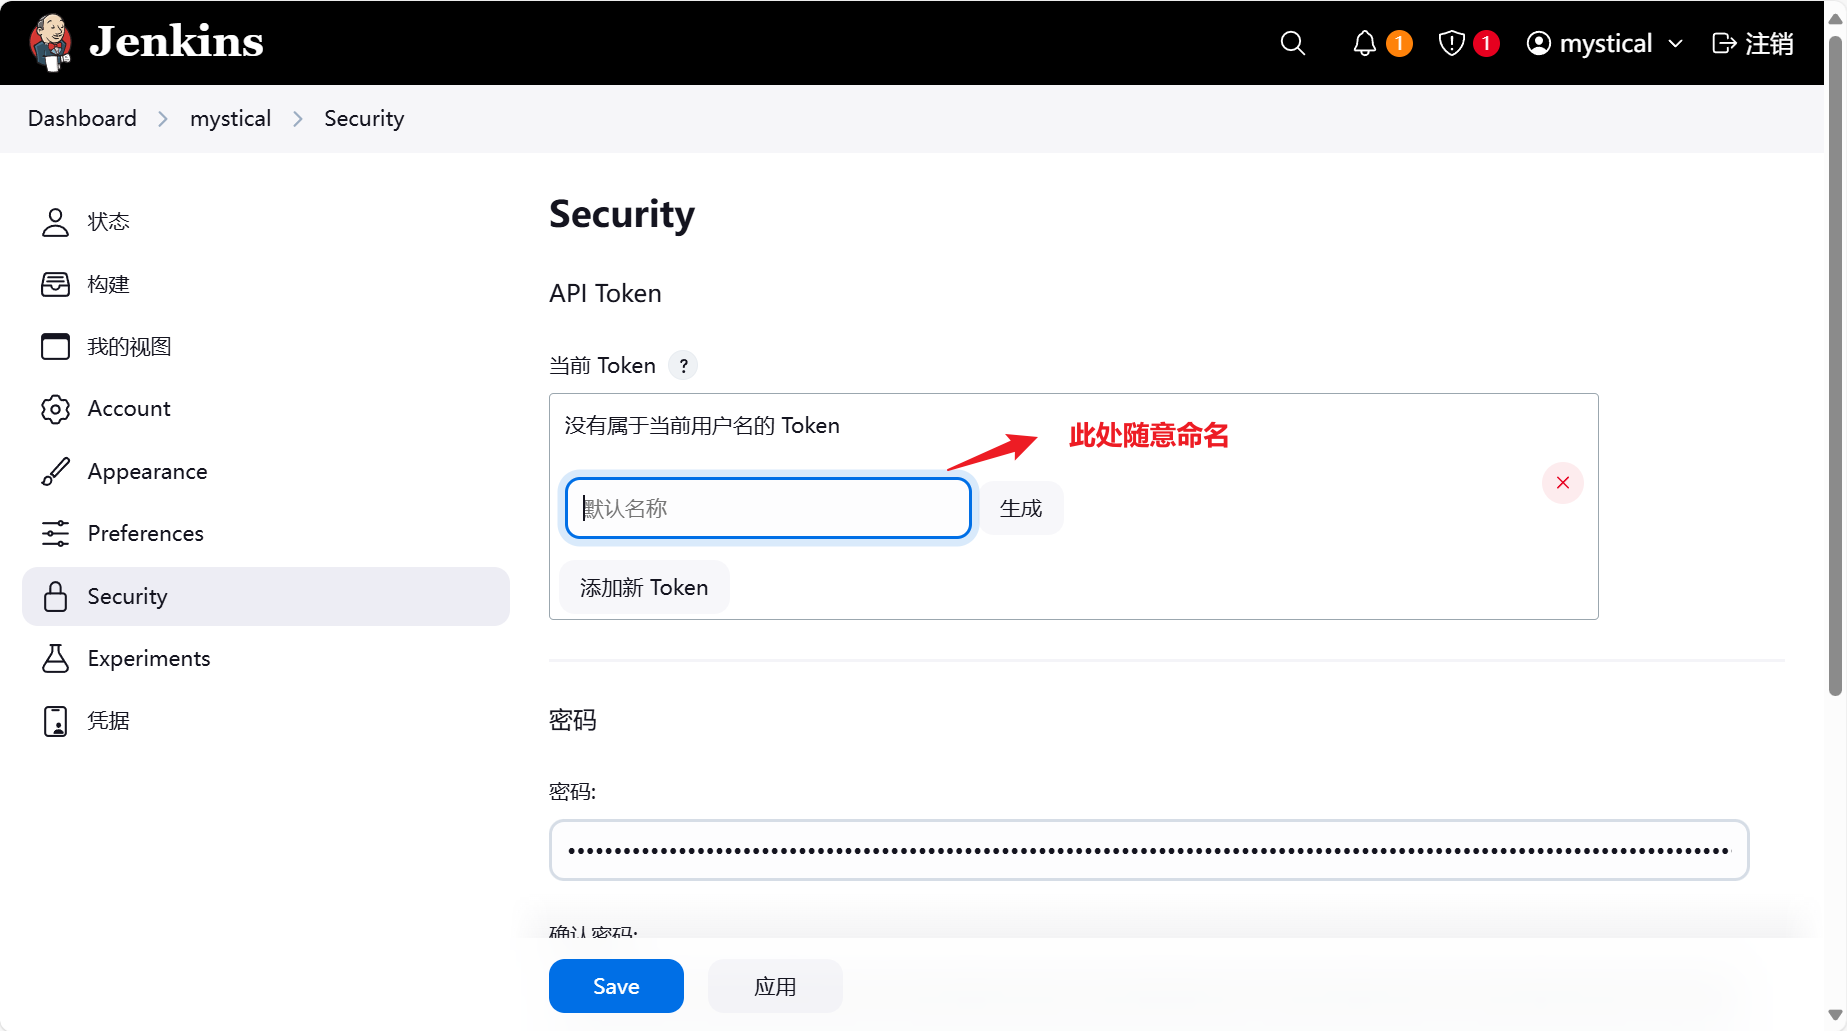 Jenkins
1
1
mystical
注销
Dashboard
mystical
Security
状态
构建
我的视图
Account
Appearance
Preferences
Security
Experiments
凭据
Security
API Token
当前 Token ?
没有属于当前用户名的 Token
此处随意命名
默认名称
生成
添加新 Token
密码
密码:
确认密码:
Save
应用